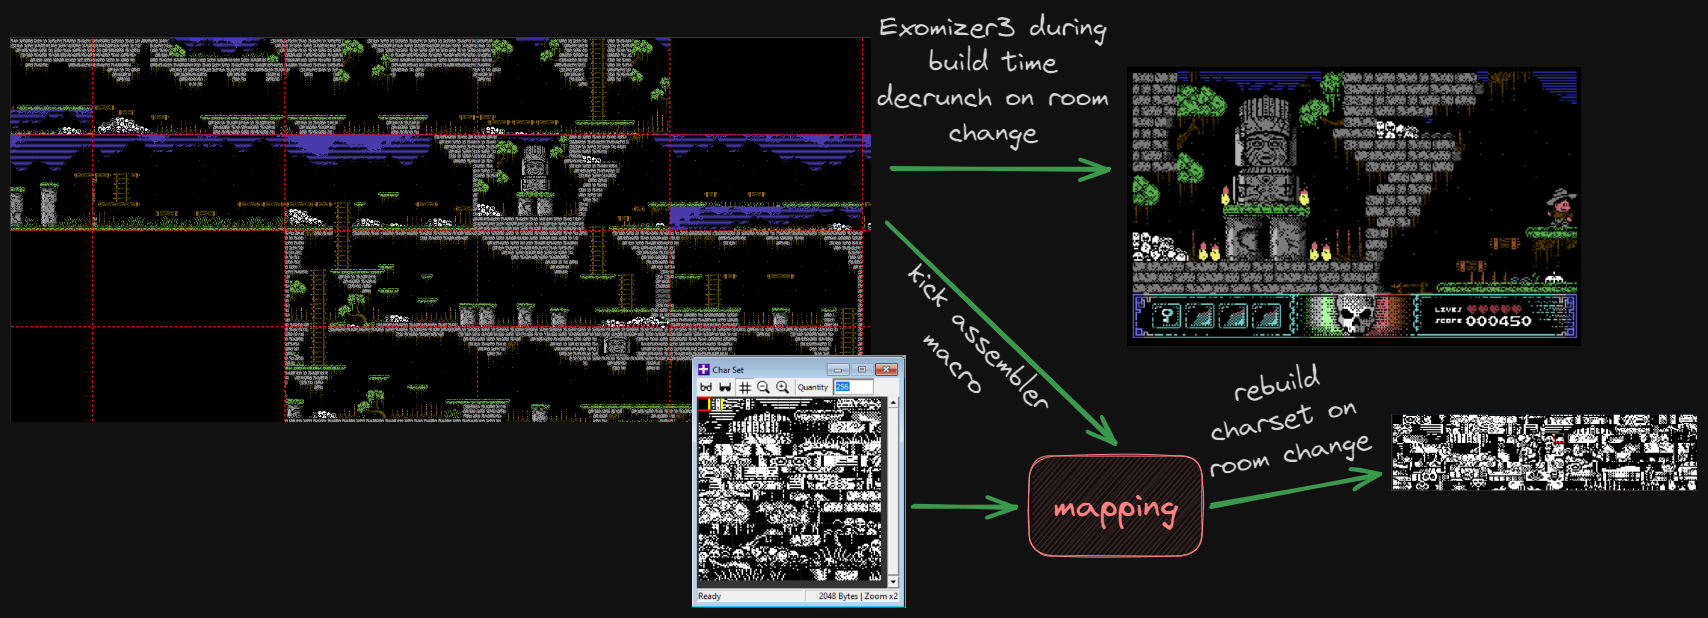 Exomizer3 during
build time
decrunch on room
change
kick assembler
macro
Char Set
Quantity
256
Ready
2048 Bytes | Zoom x2
mapping
rebuild
charset on
room change
?
LIVES
SCORE 000450